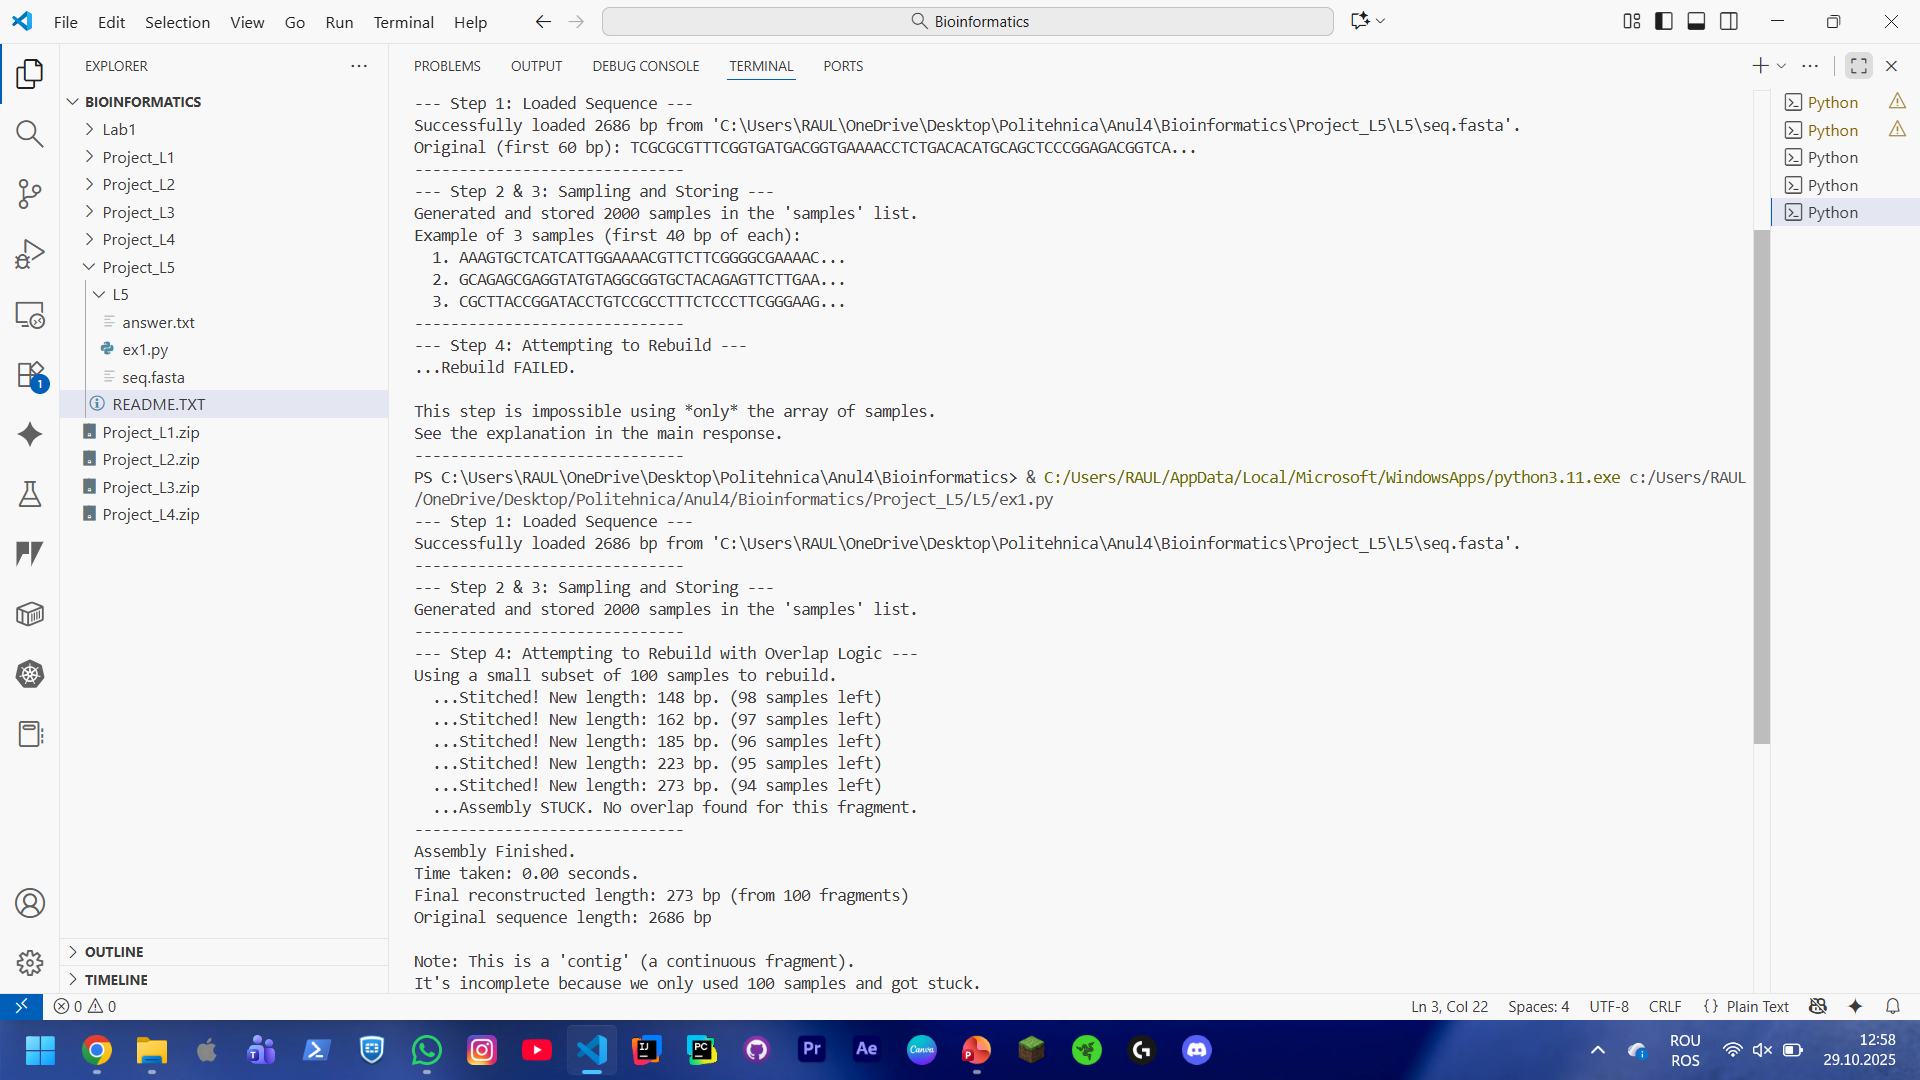 File Edit Selection View Go Run Terminal Help
Bioinformatics
EXPLORER
BIOINFORMATICS
Lab1
Project_L1
Project_L2
Project_L3
Project_L4
Project_L5
L5
answer.txt
ex1.py
seq.fasta
README.TXT
Project_L1.zip
Project_L2.zip
Project_L3.zip
Project_L4.zip
OUTLINE
TIMELINE
1
PROBLEMS OUTPUT DEBUG CONSOLE TERMINAL PORTS
--- Step 1: Loaded Sequence ---
Successfully loaded 2686 bp from 'C:\Users\RAUL\OneDrive\Desktop\Politehnica\Anul4\Bioinformatics\Project_L5\L5\seq.fasta'.
Original (first 60 bp): TCGCGCGTTTCGGTGATGACGGTGAAAACCTCTGACACATGCAGCTCCCGGAGACGGTCA...
------------------------------
--- Step 2 & 3: Sampling and Storing ---
Generated and stored 2000 samples in the 'samples' list.
Example of 3 samples (first 40 bp of each):
1. AAAGTGCTCATCATTGGAAAACGTTCTTCGGGGCGAAAAC...
2. GCAGAGCGAGGTATGTAGGCGGTGCTACAGAGTTCTTGAA...
3. CGCTTACCGGATACCTGTCCGCCTTTCTCCCTTCGGGAAG...
------------------------------
--- Step 4: Attempting to Rebuild ---
...Rebuild FAILED.
This step is impossible using *only* the array of samples.
See the explanation in the main response.
------------------------------
PS C:\Users\RAUL\OneDrive\Desktop\Politehnica\Anul4\Bioinformatics> & C:/Users/RAUL/AppData/Local/Microsoft/WindowsApps/python3.11.exe c:/Users/RAUL
/OneDrive/Desktop/Politehnica/Anul4/Bioinformatics/Project_L5/L5/ex1.py
--- Step 1: Loaded Sequence ---
Successfully loaded 2686 bp from 'C:\Users\RAUL\OneDrive\Desktop\Politehnica\Anul4\Bioinformatics\Project_L5\L5\seq.fasta'.
------------------------------
--- Step 2 & 3: Sampling and Storing ---
Generated and stored 2000 samples in the 'samples' list.
------------------------------
--- Step 4: Attempting to Rebuild with Overlap Logic ---
Using a small subset of 100 samples to rebuild.
...Stitched! New length: 148 bp. (98 samples left)
...Stitched! New length: 162 bp. (97 samples left)
...Stitched! New length: 185 bp. (96 samples left)
...Stitched! New length: 223 bp. (95 samples left)
...Stitched! New length: 273 bp. (94 samples left)
...Assembly STUCK. No overlap found for this fragment.
------------------------------
Assembly Finished.
Time taken: 0.00 seconds.
Final reconstructed length: 273 bp (from 100 fragments)
Original sequence length: 2686 bp
Note: This is a 'contig' (a continuous fragment).
It's incomplete because we only used 100 samples and got stuck.
Python
Python
Python
Python
Python
0 0
Ln 3, Col 22 Spaces: 4 UTF-8 CRLF {} Plain Text
IJ PC Pr Ae Canva
ROU
ROS
12:58
29.10.2025